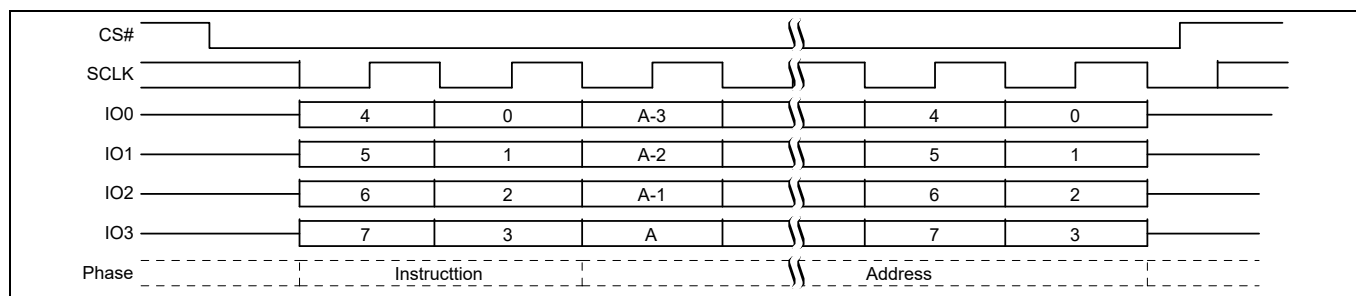 CS#
SCLK
IO0 4 0 A-3 4 0
IO1 5 1 A-2 5 1
IO2 6 2 A-1 6 2
IO3 7 3 A 7 3
Phase Instructtion Address